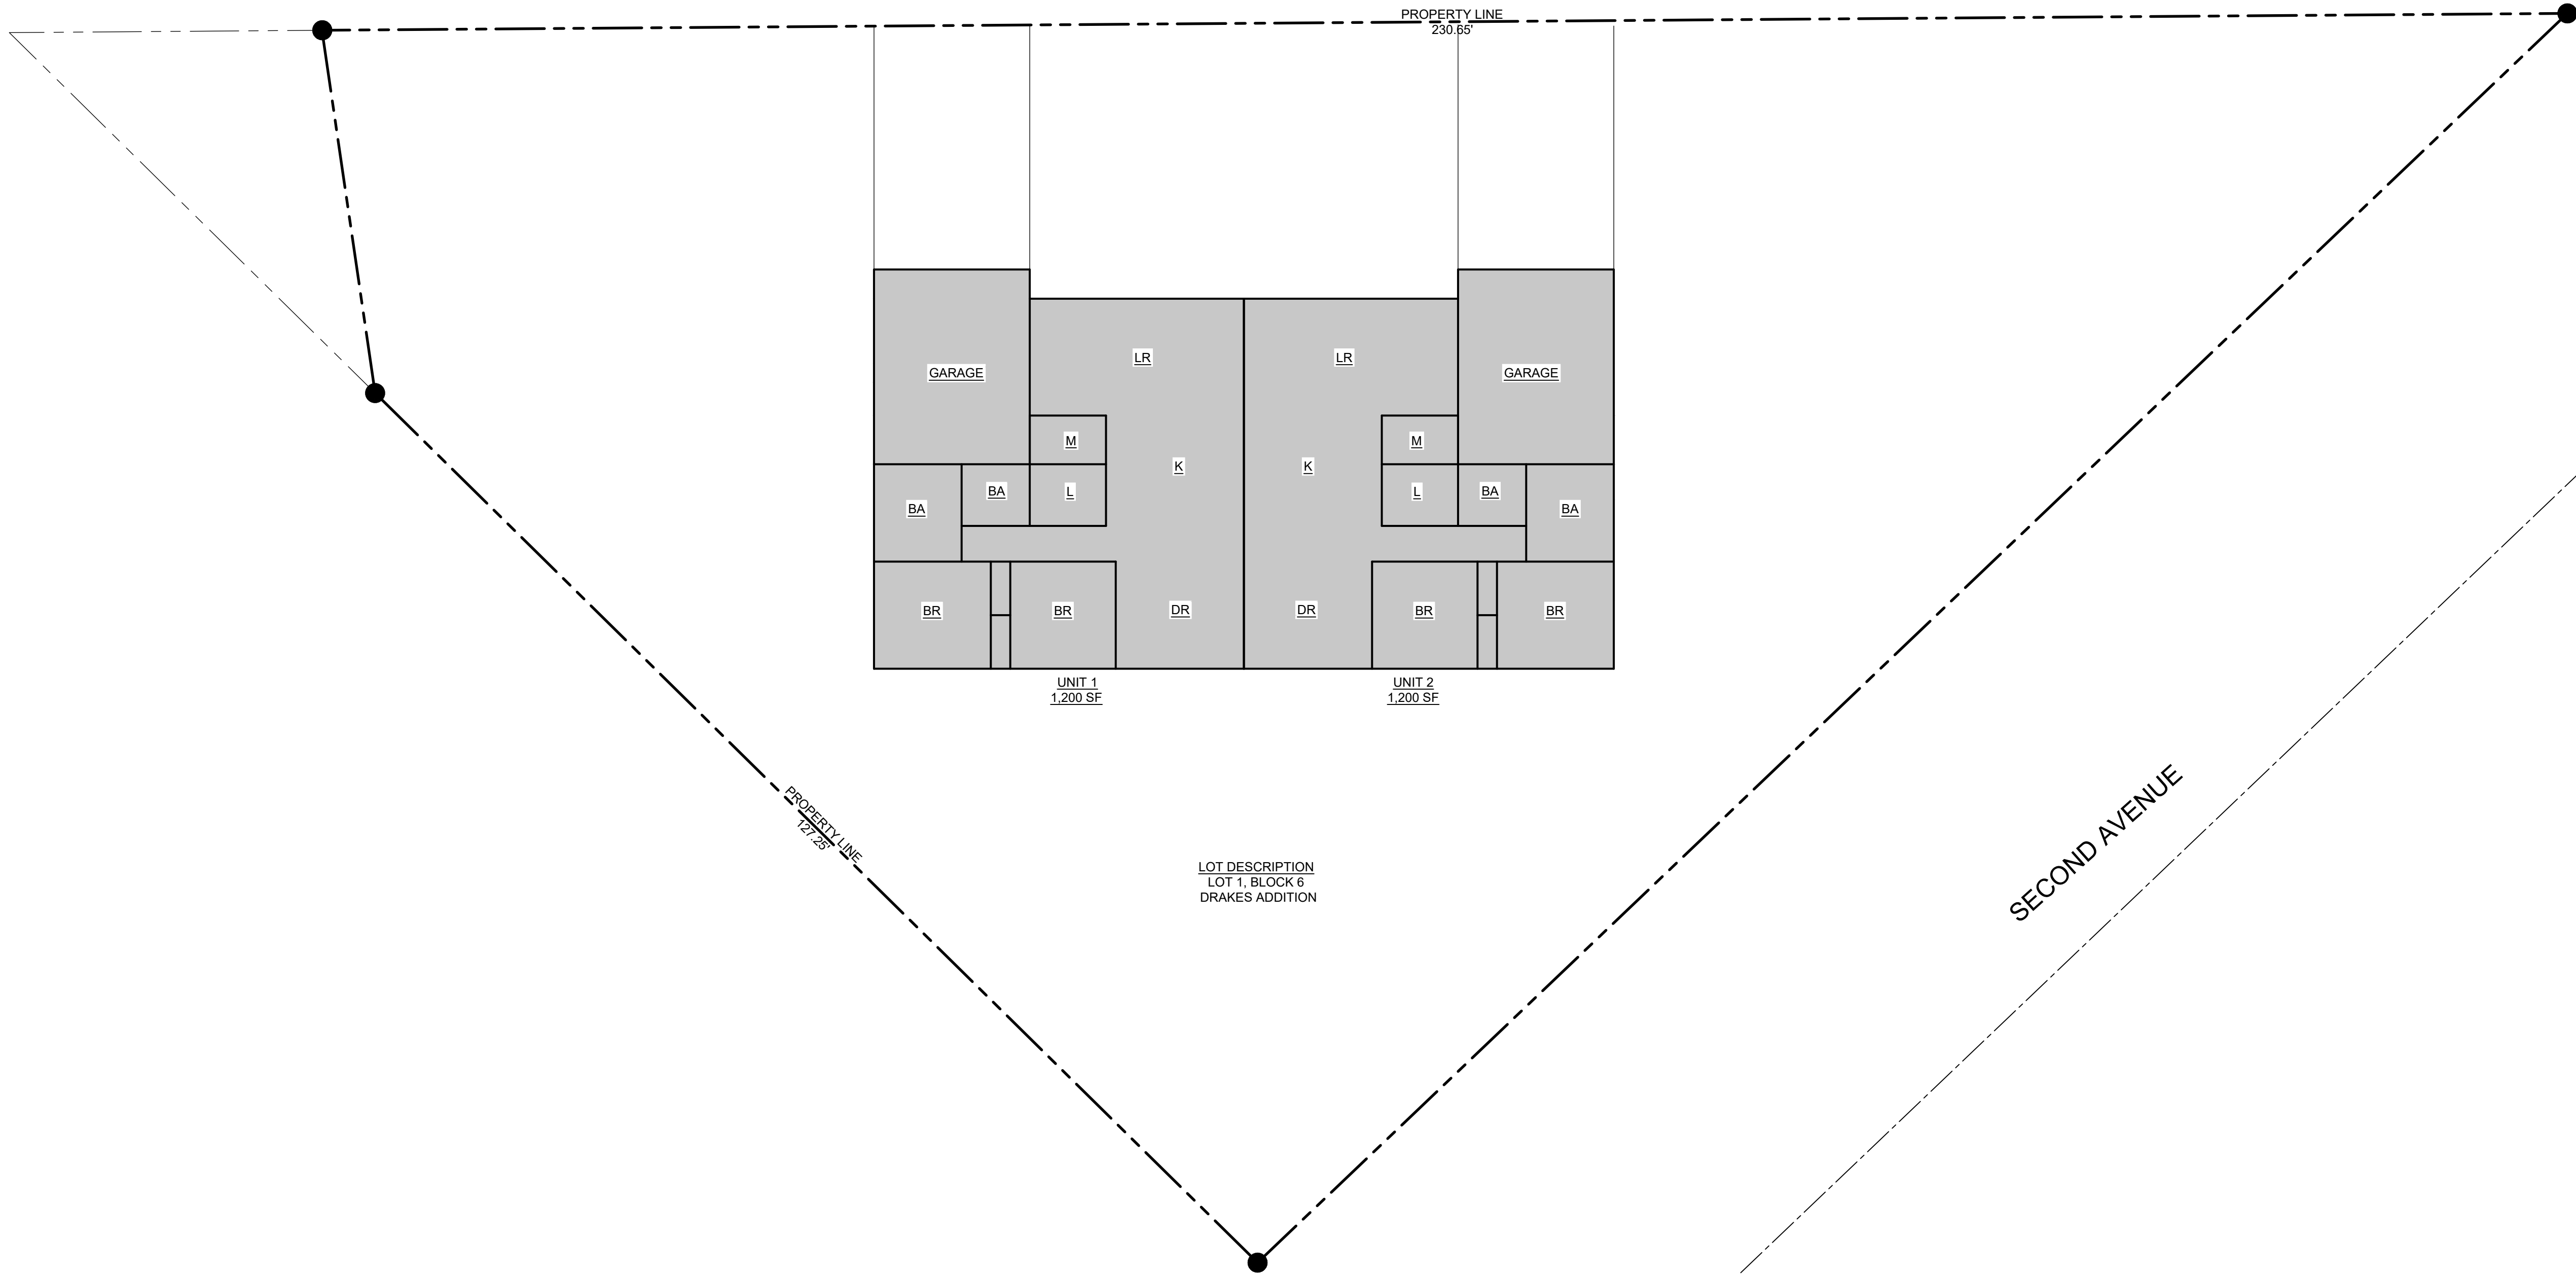 PROPERTY LINE
230.65'
LR
LR
GARAGE
GARAGE
M
M
K
K
BA
L
L
BA
BA
BA
BR
BR
DR
DR
BR
BR
UNIT 1
1,200 SF
UNIT 2
1,200 SF
PROPERTY LINE
127.25'
SECOND AVENUE
LOT DESCRIPTION
LOT 1, BLOCK 6
DRAKES ADDITION